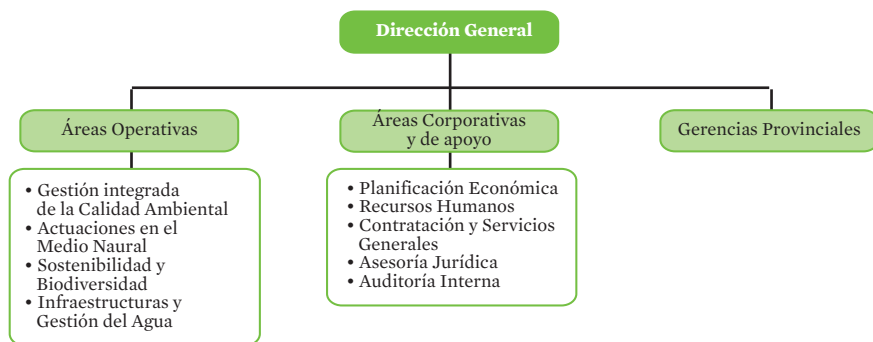 Dirección General
Áreas Operativas
Áreas Corporativas
y de apoyo
Gerencias Provinciales
• Gestión integrada
de la Calidad Ambiental
• Actuaciones en el
Medio Naural
• Sostenibilidad y
Biodiversidad
• Infraestructuras y
Gestión del Agua
• Planificación Económica
• Recursos Humanos
• Contratación y Servicios
Generales
• Asesoría Jurídica
• Auditoría Interna